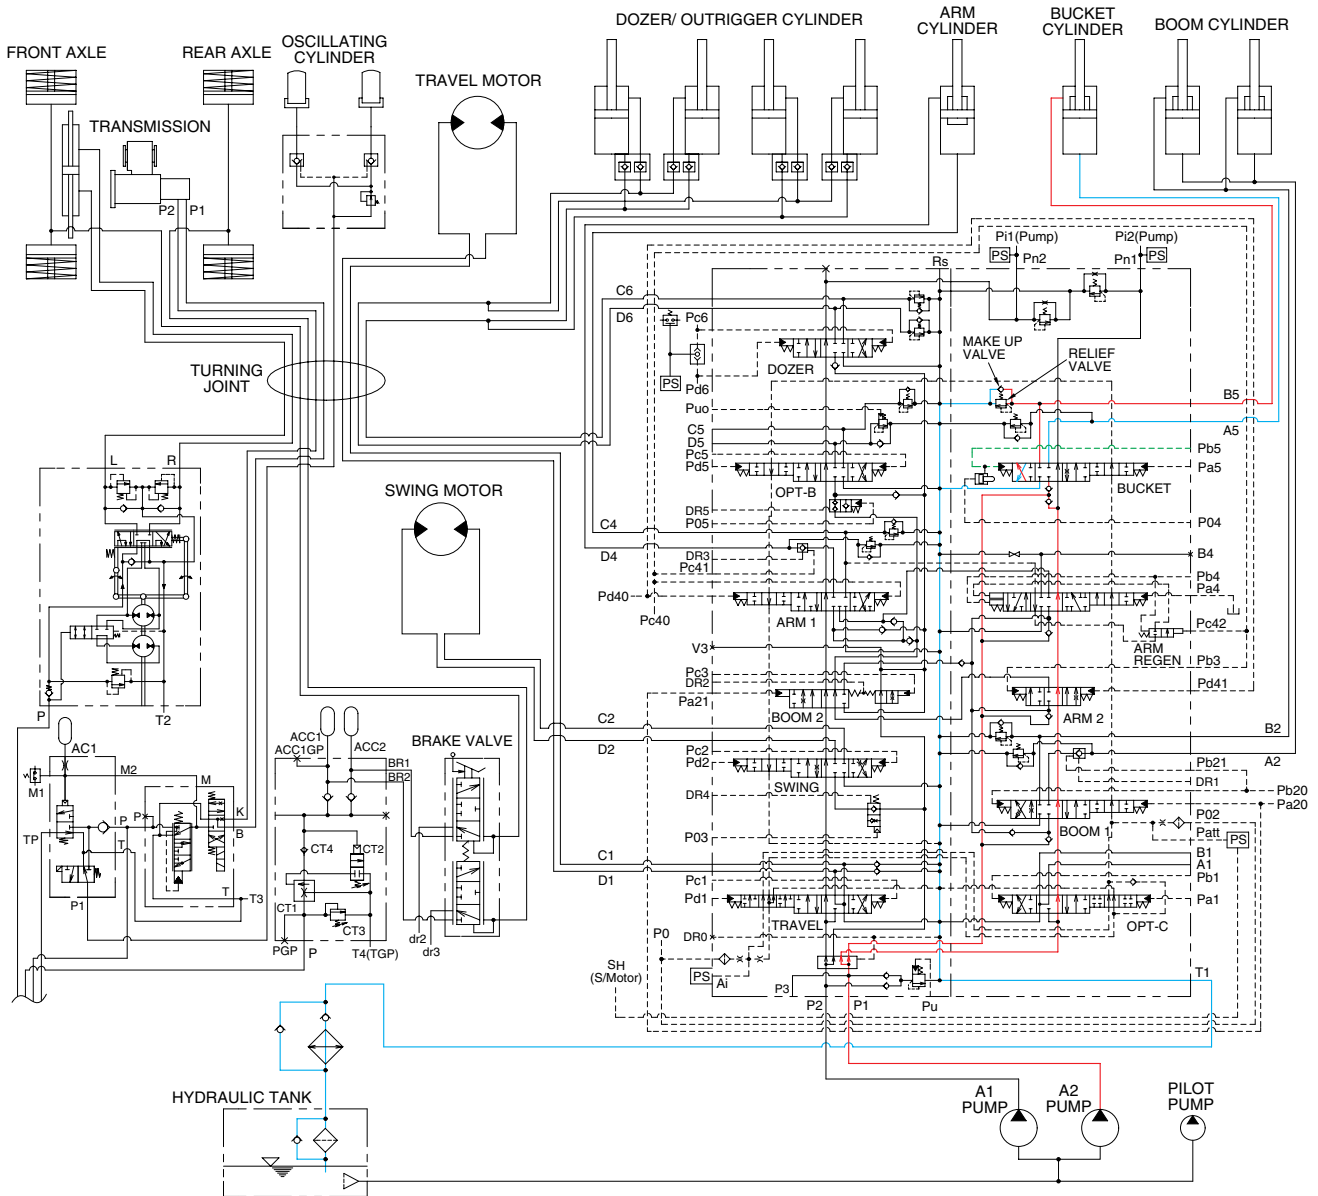 DOZER/ OUTRIGGER CYLINDER
ARM
CYLINDER
BUCKET
CYLINDER
BOOM CYLINDER
FRONT AXLE
REAR AXLE
OSCILLATING
CYLINDER
TRAVEL MOTOR
TRANSMISSION
P2
P1
TURNING
JOINT
Pi1(Pump)
Pi2(Pump)
PS
Pn2
Pn1
PS
Rs
C6
D6
Pc6
PS
DOZER
MAKE UP
VALVE
RELIEF
VALVE
Pd6
Puo
C5
D5
Pc5
Pd5
OPT-B
B5
A5
Pb5
Pa5
BUCKET
DR5
P05
P04
C4
D4
DR3
Pc41
B4
Pb4
Pa4
Pd40
Pc40
ARM 1
Pc42
ARM
REGEN
V3
Pb3
Pc3
DR2
Pa21
BOOM 2
Pd41
ARM 2
L
R
SWING MOTOR
P
T2
C2
D2
Pc2
Pd2
SWING
B2
A2
Pb21
DR1
Pb20
Pa20
BOOM 1
DR4
P03
P02
Patt
PS
AC1
M2
M1
M
P
P
K
B
TP
T
T
T3
P1
ACC1
ACC1GP
ACC2
BR1
BR2
BRAKE VALVE
CT4
CT2
CT1
CT3
PGP
P
T4(TGP)
dr2
dr3
C1
D1
Pc1
Pd1
TRAVEL
B1
A1
Pb1
Pa1
OPT-C
P0
DR0
SH
(S/Motor)
PS
Ai
P3
P2
P1
Pu
T1
HYDRAULIC TANK
A1
PUMP
A2
PUMP
PILOT
PUMP